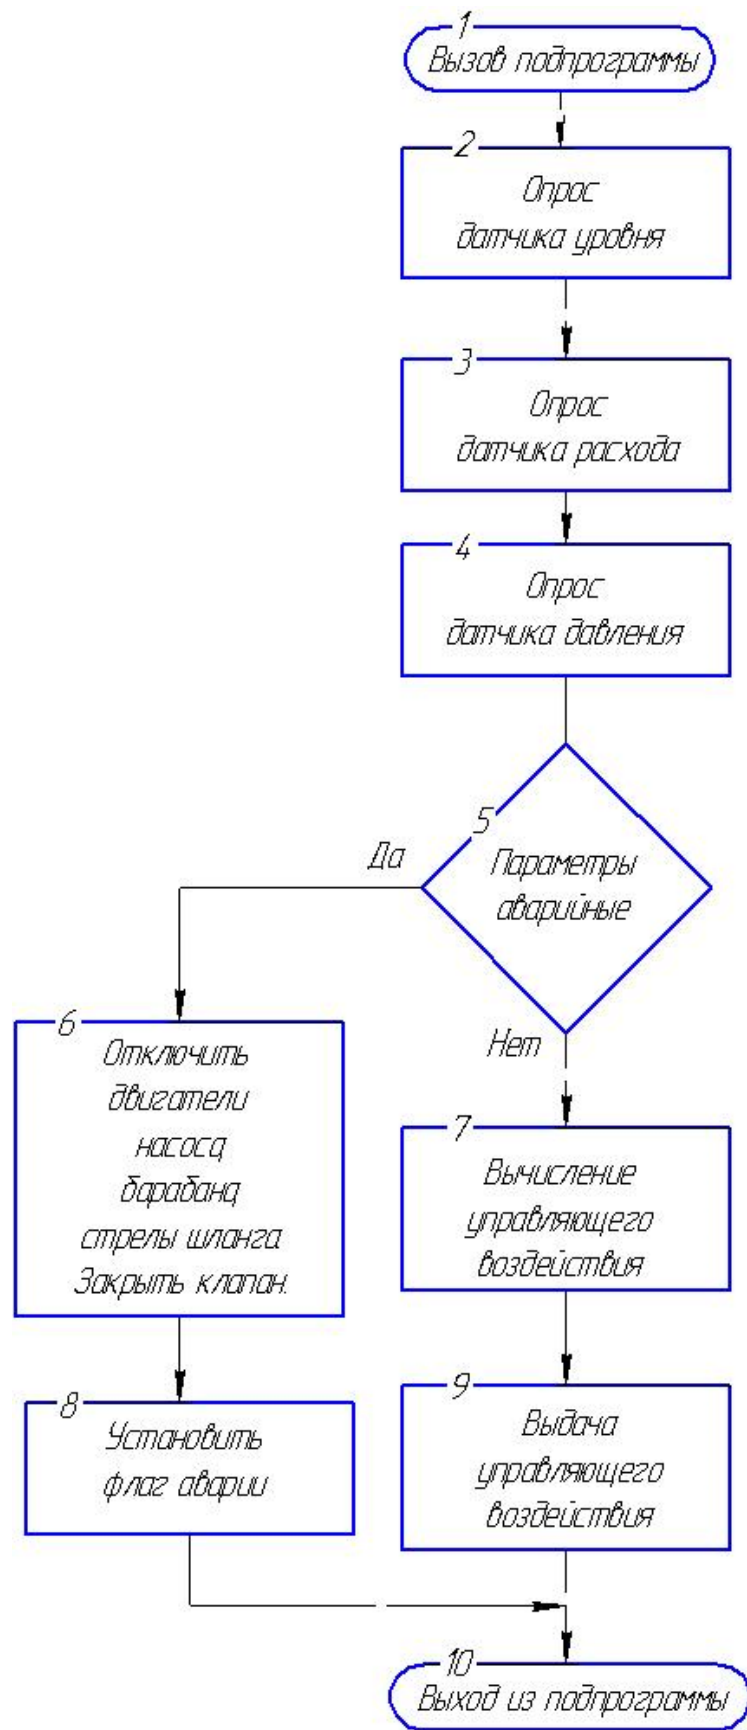 1
Вызов подпрограммы
2
Опрос
датчика уровня
3
Опрос
датчика расхода
4
Опрос
датчика давления
5
Параметры
аварийные
Да
Нет
6
Отключить
двигатели
насоса,
барабана,
стрелы шланга.
Закрыть клапан.
7
Вычисление
управляющего
воздействия
8
Установить
флаг аварии
9
Выдача
управляющего
воздействия
10
Выход из подпрограммы